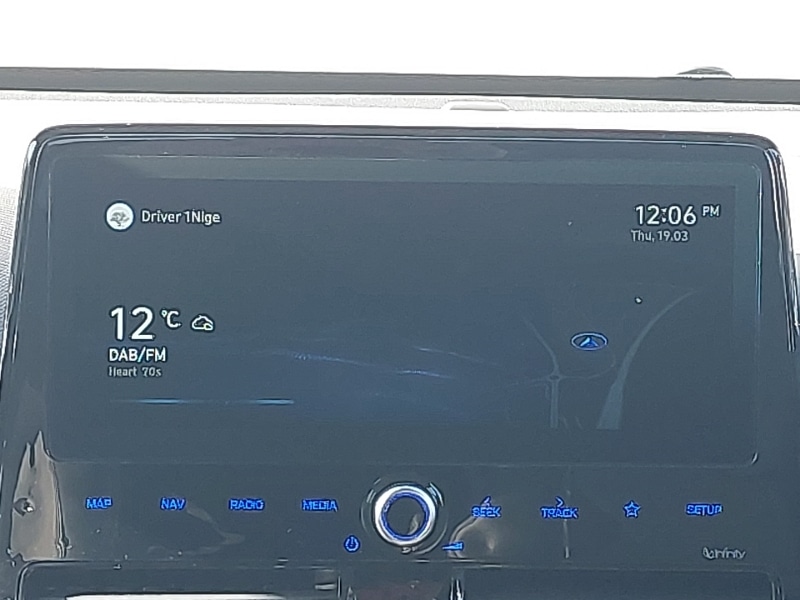 Driver 1Nige
12:06 PM
Thu, 19.03
12 °C
DAB/FM
Heart 70s
MAP
NAV
RADIO
MEDIA
SEEK
TRACK
SETUP
infinity